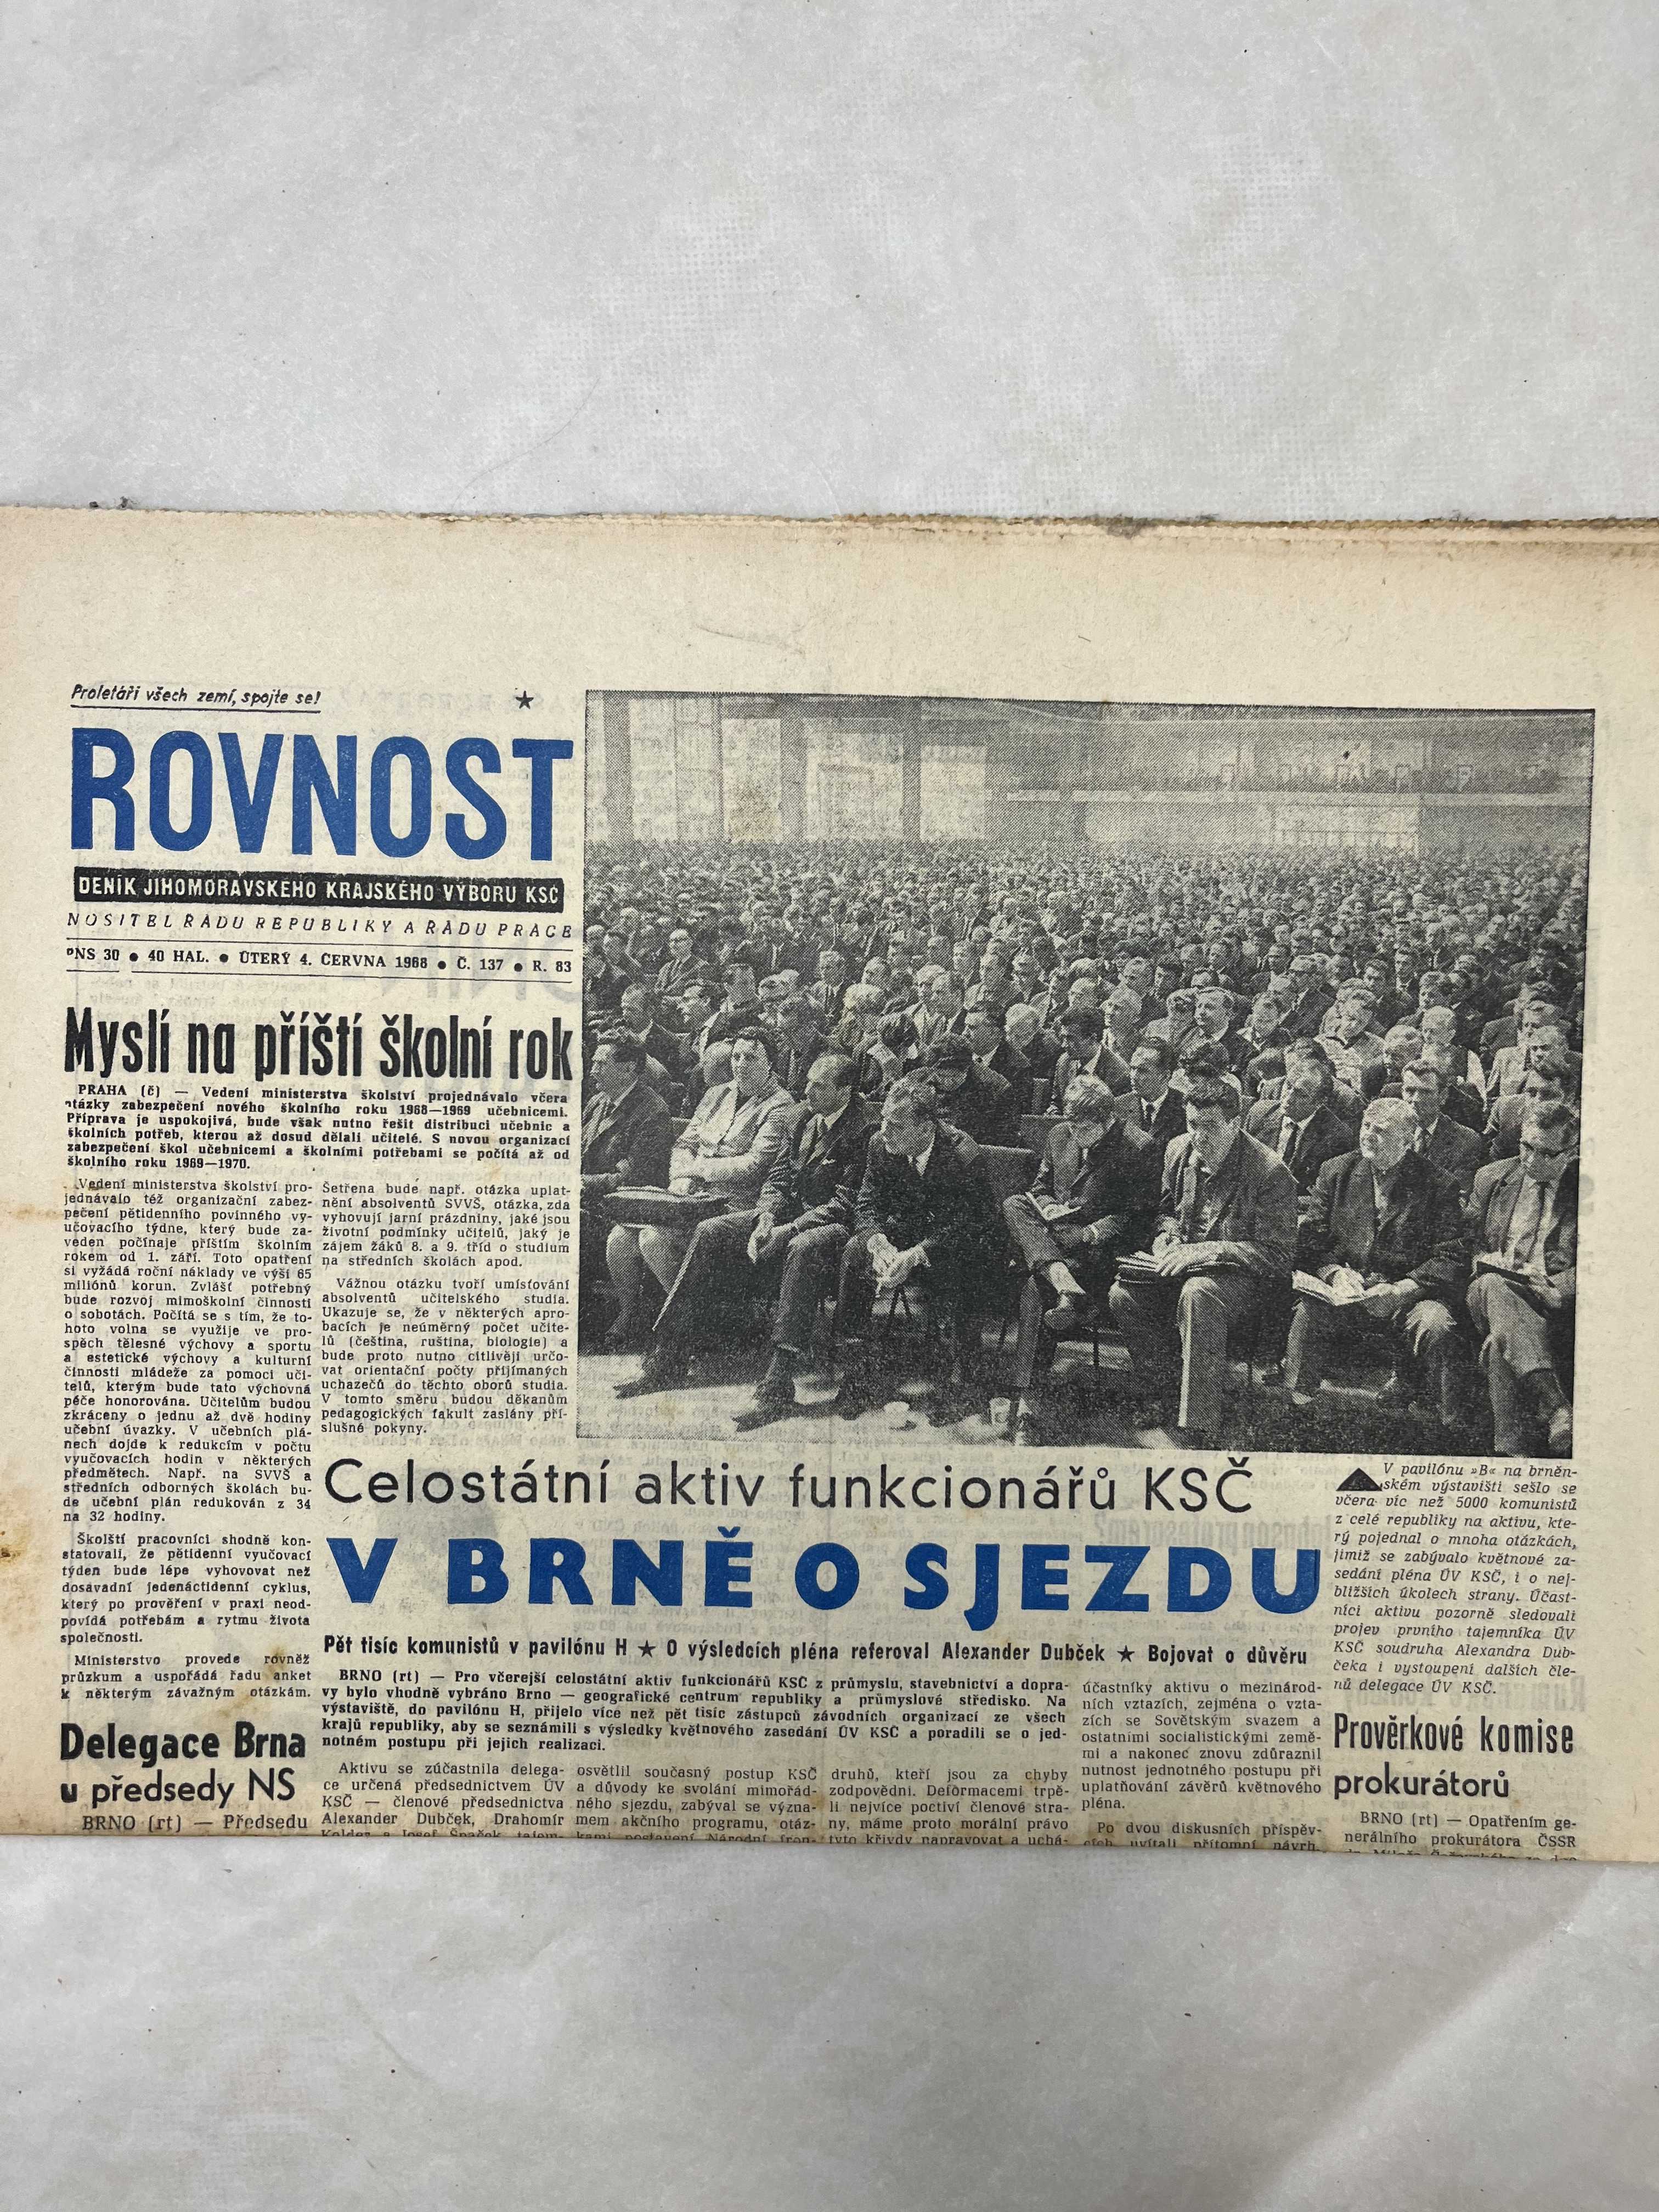 Proletáři všech zemí, spojte se!
ROVNOST
DENÍK JIHOMORAVSKÉHO KRAJSKÉHO VÝBORU KSČ
NOSITEL ŘÁDU REPUBLIKY A ŘÁDU PRÁCE
PNS 30 ● 40 HAL. ● ÚTERÝ 4. ČERVNA 1968 ● Č. 137 ● R. 83
Myslí na příští školní rok
PRAHA (č) — Vedení ministerstva školství projednávalo včera
otázky zabezpečení nového školního roku 1968—1969 učebnicemi.
Příprava je uspokojivá, bude však nutno řešit distribuci učebnic a
školních potřeb, kterou až dosud dělali učitelé. S novou organizací
zabezpečení škol učebnicemi a školními potřebami se počítá až od
školního roku 1969—1970.
Vedení ministerstva školství pro-
jednávalo též organizační zabez-
pečení pětidenního povinného vy-
učovacího týdne, který bude za-
veden počínaje příštím školním
rokem od 1. září. Toto opatření
si vyžádá roční náklady ve výši 65
miliónů korun. Zvlášť potřebný
bude rozvoj mimoškolní činnosti
o sobotách. Počítá se s tím, že to-
hoto volna se využije ve pro-
spěch tělesné výchovy a sportu
a estetické výchovy a kulturní
činnosti mládeže za pomoci uči-
telů, kterým bude tato výchovná
péče honorována. Učitelům budou
zkráceny o jednu až dvě hodiny
učební úvazky. V učebních plá-
nech dojde k redukcím v počtu
vyučovacích hodin v některých
předmětech. Např. na SVVŠ a
středních odborných školách bu-
de učební plán redukován z 34
na 32 hodiny.
Školští pracovníci shodně kon-
statovali, že pětidenní vyučovací
týden bude lépe vyhovovat než
dosavadní jedenáctidenní cyklus,
který po prověření v praxi neod-
povídá potřebám a rytmu života
společnosti.
Ministerstvo provede rovněž
průzkum a uspořádá řadu anket
k některým závažným otázkám.
Šetřena bude např. otázka uplat-
nění absolventů SVVŠ, otázka, zda
vyhovují jarní prázdniny, jaké jsou
životní podmínky učitelů, jaký je
zájem žáků 8. a 9. tříd o studium
na středních školách apod.
Vážnou otázku tvoří umísťování
absolventů učitelského studia.
Ukazuje se, že v některých apro-
bacích je neúměrný počet učite-
lů (čeština, ruština, biologie) a
bude proto nutno citlivěji určo-
vat orientační počty přijímaných
uchazečů do těchto oborů studia.
V tomto směru budou děkanům
pedagogických fakult zaslány pří-
slušné pokyny.
Delegace Brna
u předsedy NS
BRNO (rt) — Předsedu
Celostátní aktiv funkcionářů KSČ
V BRNĚ O SJEZDU
Pět tisíc komunistů v pavilónu H ★ O výsledcích pléna referoval Alexander Dubček ★ Bojovat o důvěru
BRNO (rt) — Pro včerejší celostátní aktiv funkcionářů KSČ z průmyslu, stavebnictví a dopra-
vy bylo vhodně vybráno Brno — geografické centrum republiky a průmyslové středisko. Na
výstaviště, do pavilónu H, přijelo více než pět tisíc zástupců závodních organizací ze všech
krajů republiky, aby se seznámili s výsledky květnového zasedání ÚV KSČ a poradili se o jed-
notném postupu při jejich realizaci.
Aktivu se zúčastnila delega-
ce určená předsednictvem ÚV
KSČ — členové předsednictva
Alexander Dubček, Drahomír
Kolder a Josef Špaček, tajem-
osvětlil současný postup KSČ
a důvody ke svolání mimořád-
ného sjezdu, zabýval se význa-
mem akčního programu, otáz-
kami postavení Národní fron-
druhů, kteří jsou za chyby
zodpovědni. Deformacemi trpě-
li nejvíce poctiví členové stra-
ny, máme proto morální právo
tyto křivdy napravovat a uchá-
účastníky aktivu o mezinárod-
ních vztazích, zejména o vzta-
zích se Sovětským svazem a
ostatními socialistickými země-
mi a nakonec znovu zdůraznil
nutnost jednotného postupu při
uplatňování závěrů květnového
pléna.
Po dvou diskusních příspěv-
cích uvítali přítomní návrh,
V pavilónu »B« na brněn-
ském výstavišti sešlo se
včera víc než 5000 komunistů
z celé republiky na aktivu, kte-
rý pojednal o mnoha otázkách,
jimiž se zabývalo květnové za-
sedání pléna ÚV KSČ, i o nej-
bližších úkolech strany. Účast-
níci aktivu pozorně sledovali
projev prvního tajemníka ÚV
KSČ soudruha Alexandra Dub-
čeka i vystoupení dalších čle-
nů delegace ÚV KSČ.
Prověrkové komise
prokurátorů
BRNO (rt) — Opatřením ge-
nerálního prokurátora ČSSR